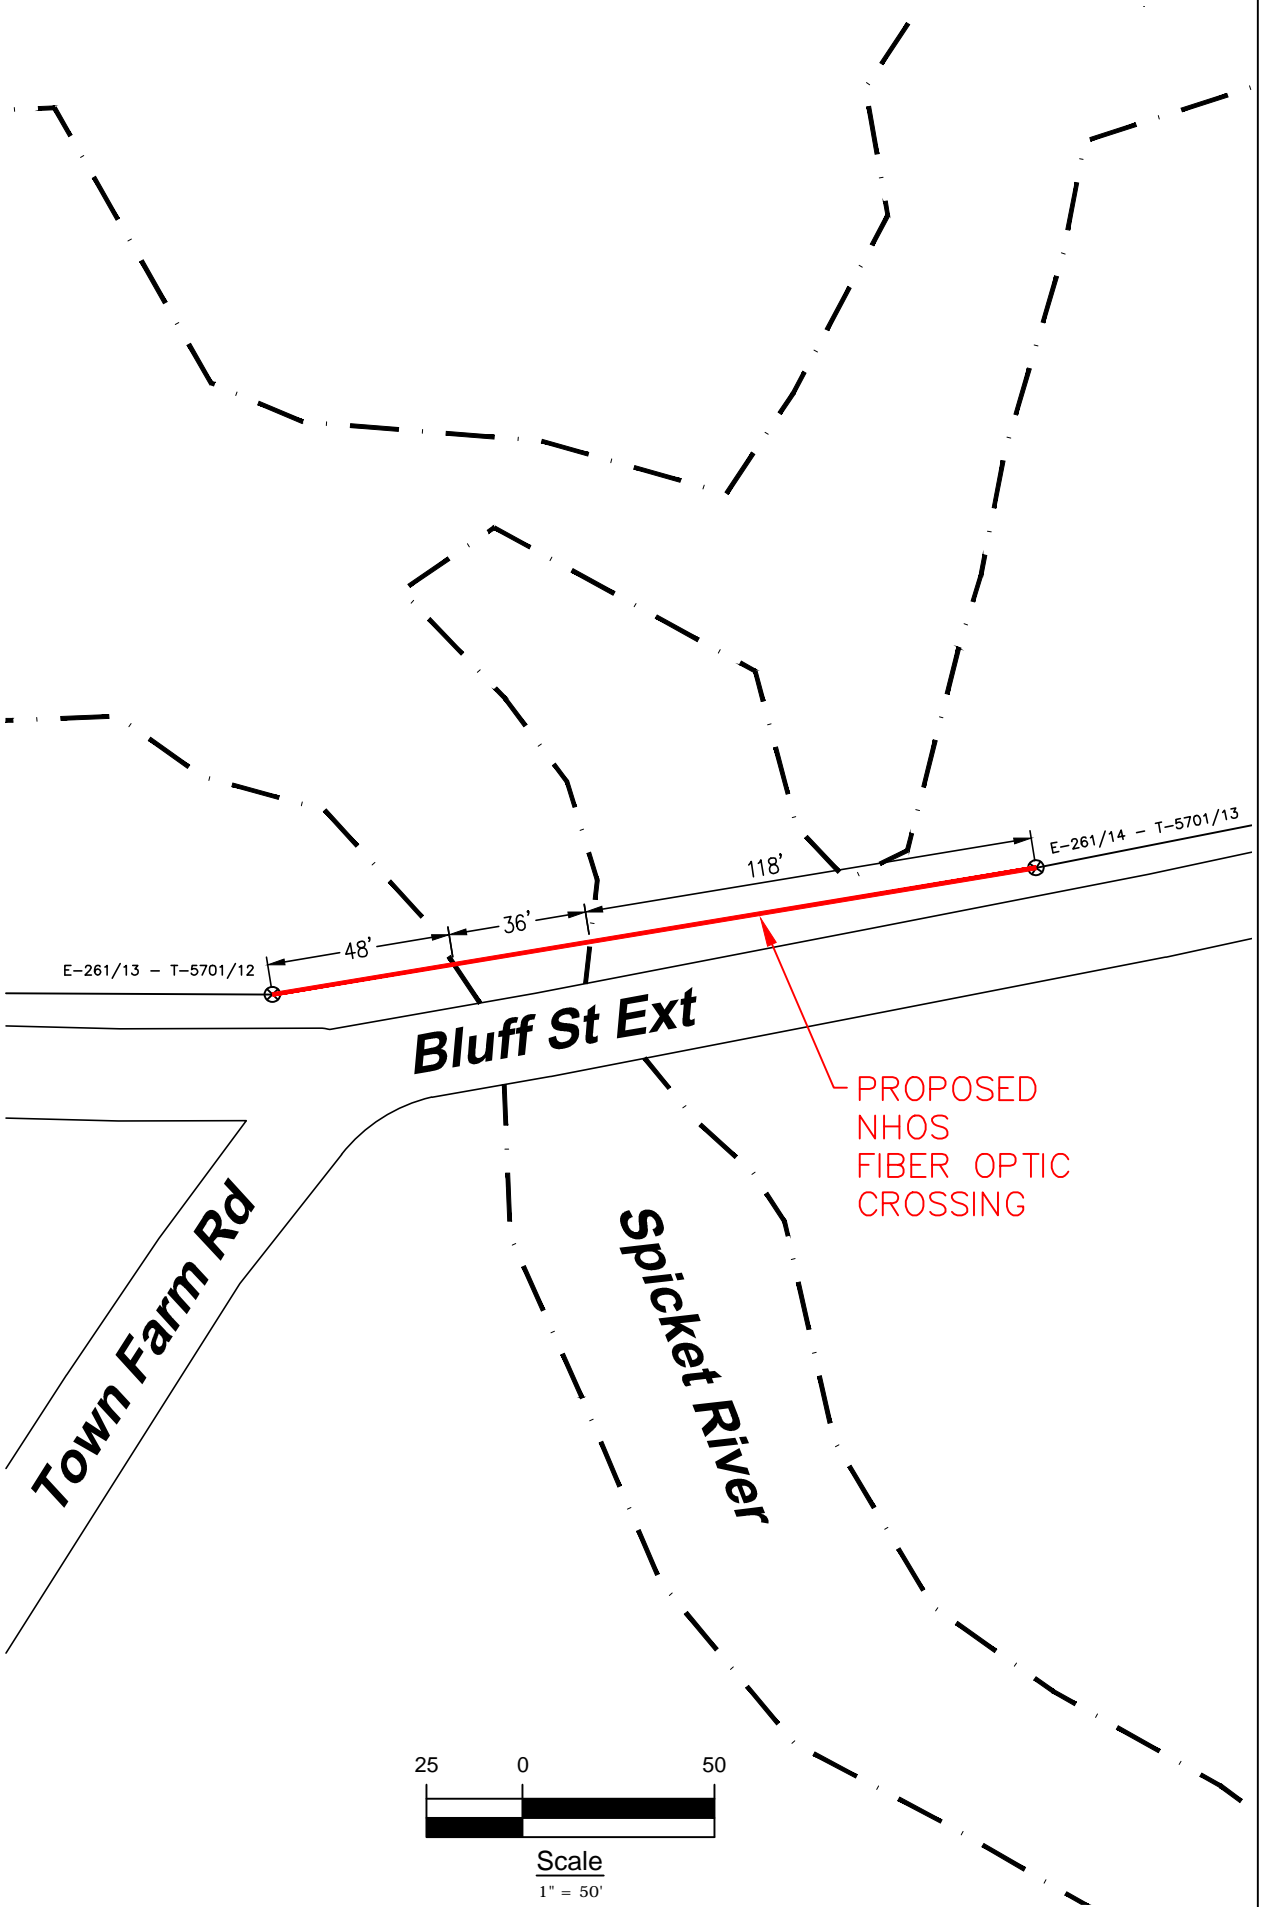 E-261/14 - T-5701/13
118'
36'
48'
E-261/13 - T-5701/12
Bluff St Ext
PROPOSED
NHOS
FIBER OPTIC
CROSSING
Town Farm Rd
Spicket River
25 0 50
Scale
1" = 50'